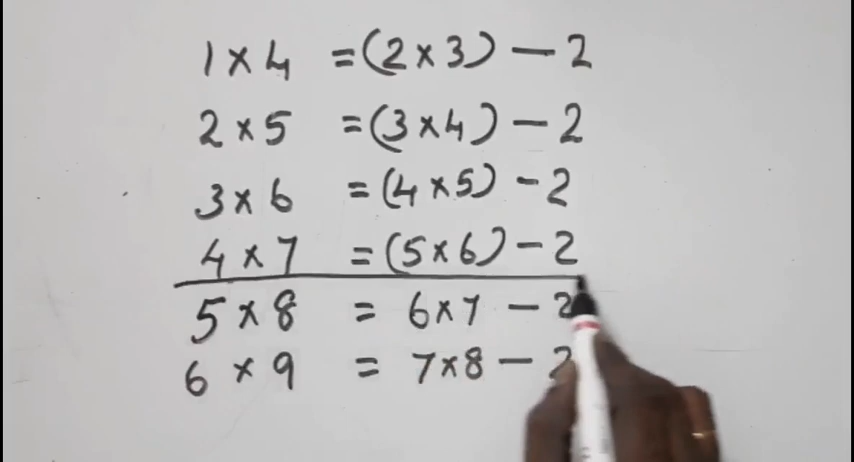 1 × 4 = (2 × 3) — 2
2 × 5 = (3 × 4) — 2
3 × 6 = (4 × 5) - 2
4 × 7 = (5 × 6) - 2
5 × 8 = 6 × 7 - 2
6 × 9 = 7 × 8 - 2